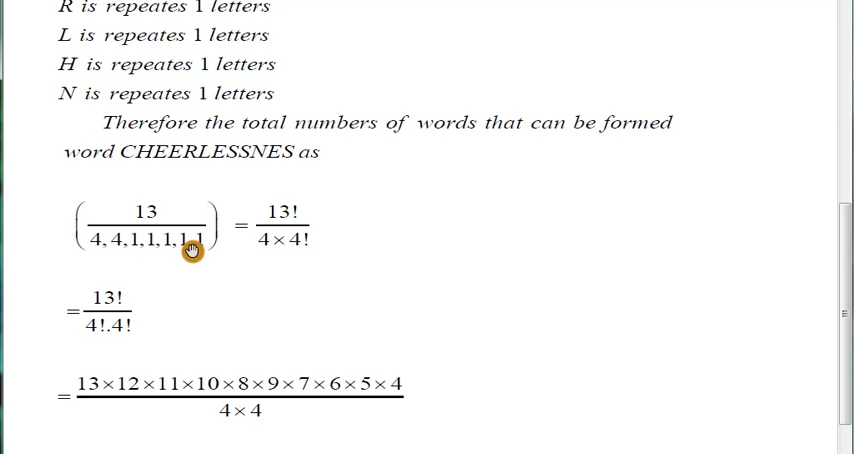 R is repeates 1 letters
L is repeates 1 letters
H is repeates 1 letters
N is repeates 1 letters
Therefore the total numbers of words that can be formed
word CHEERLESSNES as
( 13 / 4, 4, 1, 1, 1, 1, 1 ) = 13! / 4 × 4!
= 13! / 4!.4!
= 13×12×11×10×8×9×7×6×5×4 / 4×4